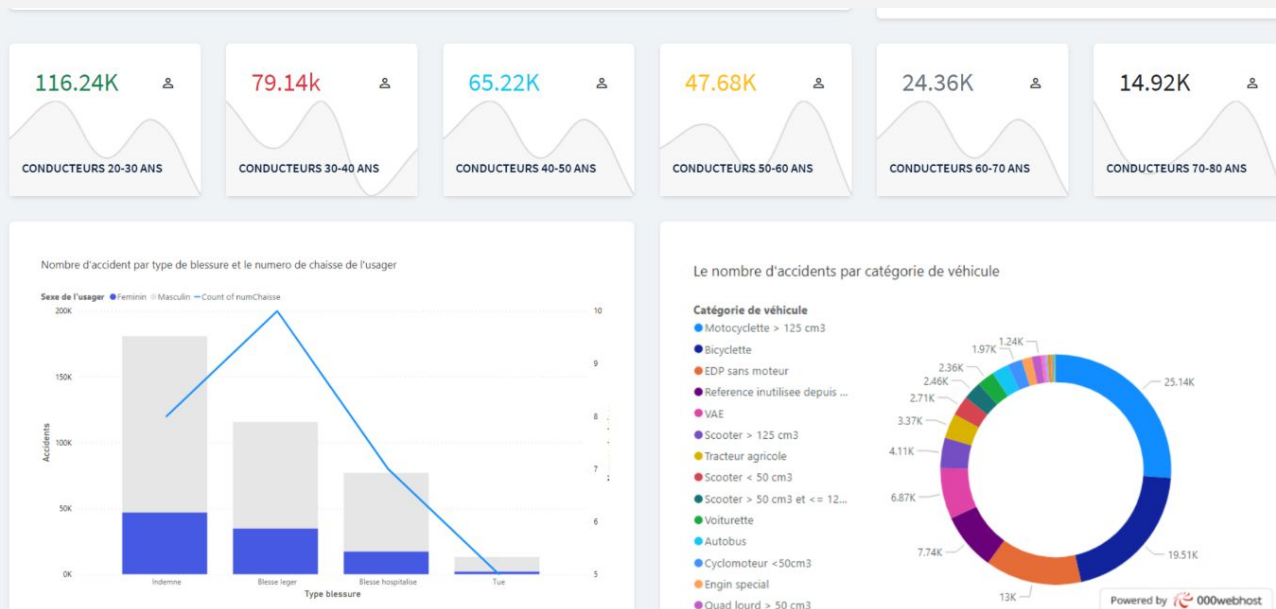 116.24K
79.14k
65.22K
47.68K
24.36K
14.92K
CONDUCTEURS 20-30 ANS
CONDUCTEURS 30-40 ANS
CONDUCTEURS 40-50 ANS
CONDUCTEURS 50-60 ANS
CONDUCTEURS 60-70 ANS
CONDUCTEURS 70-80 ANS
Nombre d'accident par type de blessure et le numero de chaisse de l'usager
Sexe de l'usager Feminin Masculin Count of numChaisse
200K
150K
100K
50K
0K
Accidents
10
9
8
7
6
5
Indemne
Blesse leger
Blesse hospitalise
Tue
Type blessure
Le nombre d'accidents par catégorie de véhicule
Catégorie de véhicule
Motocyclette > 125 cm3
Bicyclette
EDP sans moteur
Reference inutilisee depuis ...
VAE
Scooter > 125 cm3
Tracteur agricole
Scooter < 50 cm3
Scooter > 50 cm3 et <= 12...
Voiturette
Autobus
Cyclomoteur <50cm3
Engin special
Quad lourd > 50 cm3
25.14K
19.51K
13K
7.74K
6.87K
4.11K
3.37K
2.71K
2.46K
2.36K
1.97K
1.24K
Powered by 000webhost